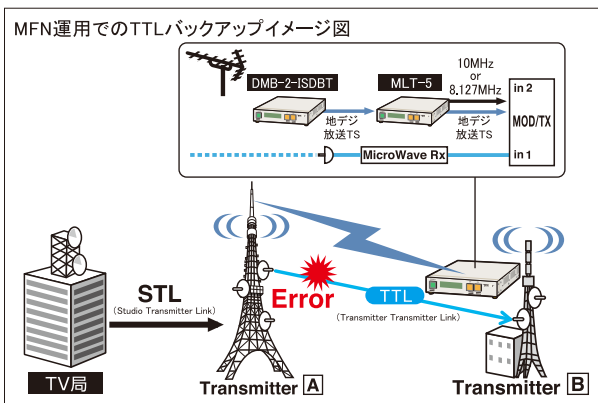 MFN運用でのTTLバックアップイメージ図
DMB-2-ISDBT
MLT-5
10MHz
or
8,127MHz
in 2
地デジ
放送TS
地デジ
放送TS
MOD/TX
MicroWave Rx
in 1
STL
(Studio Transmitter Link)
Error
TTL
(Transmitter Transmitter Link)
TV局
Transmitter A
Transmitter B